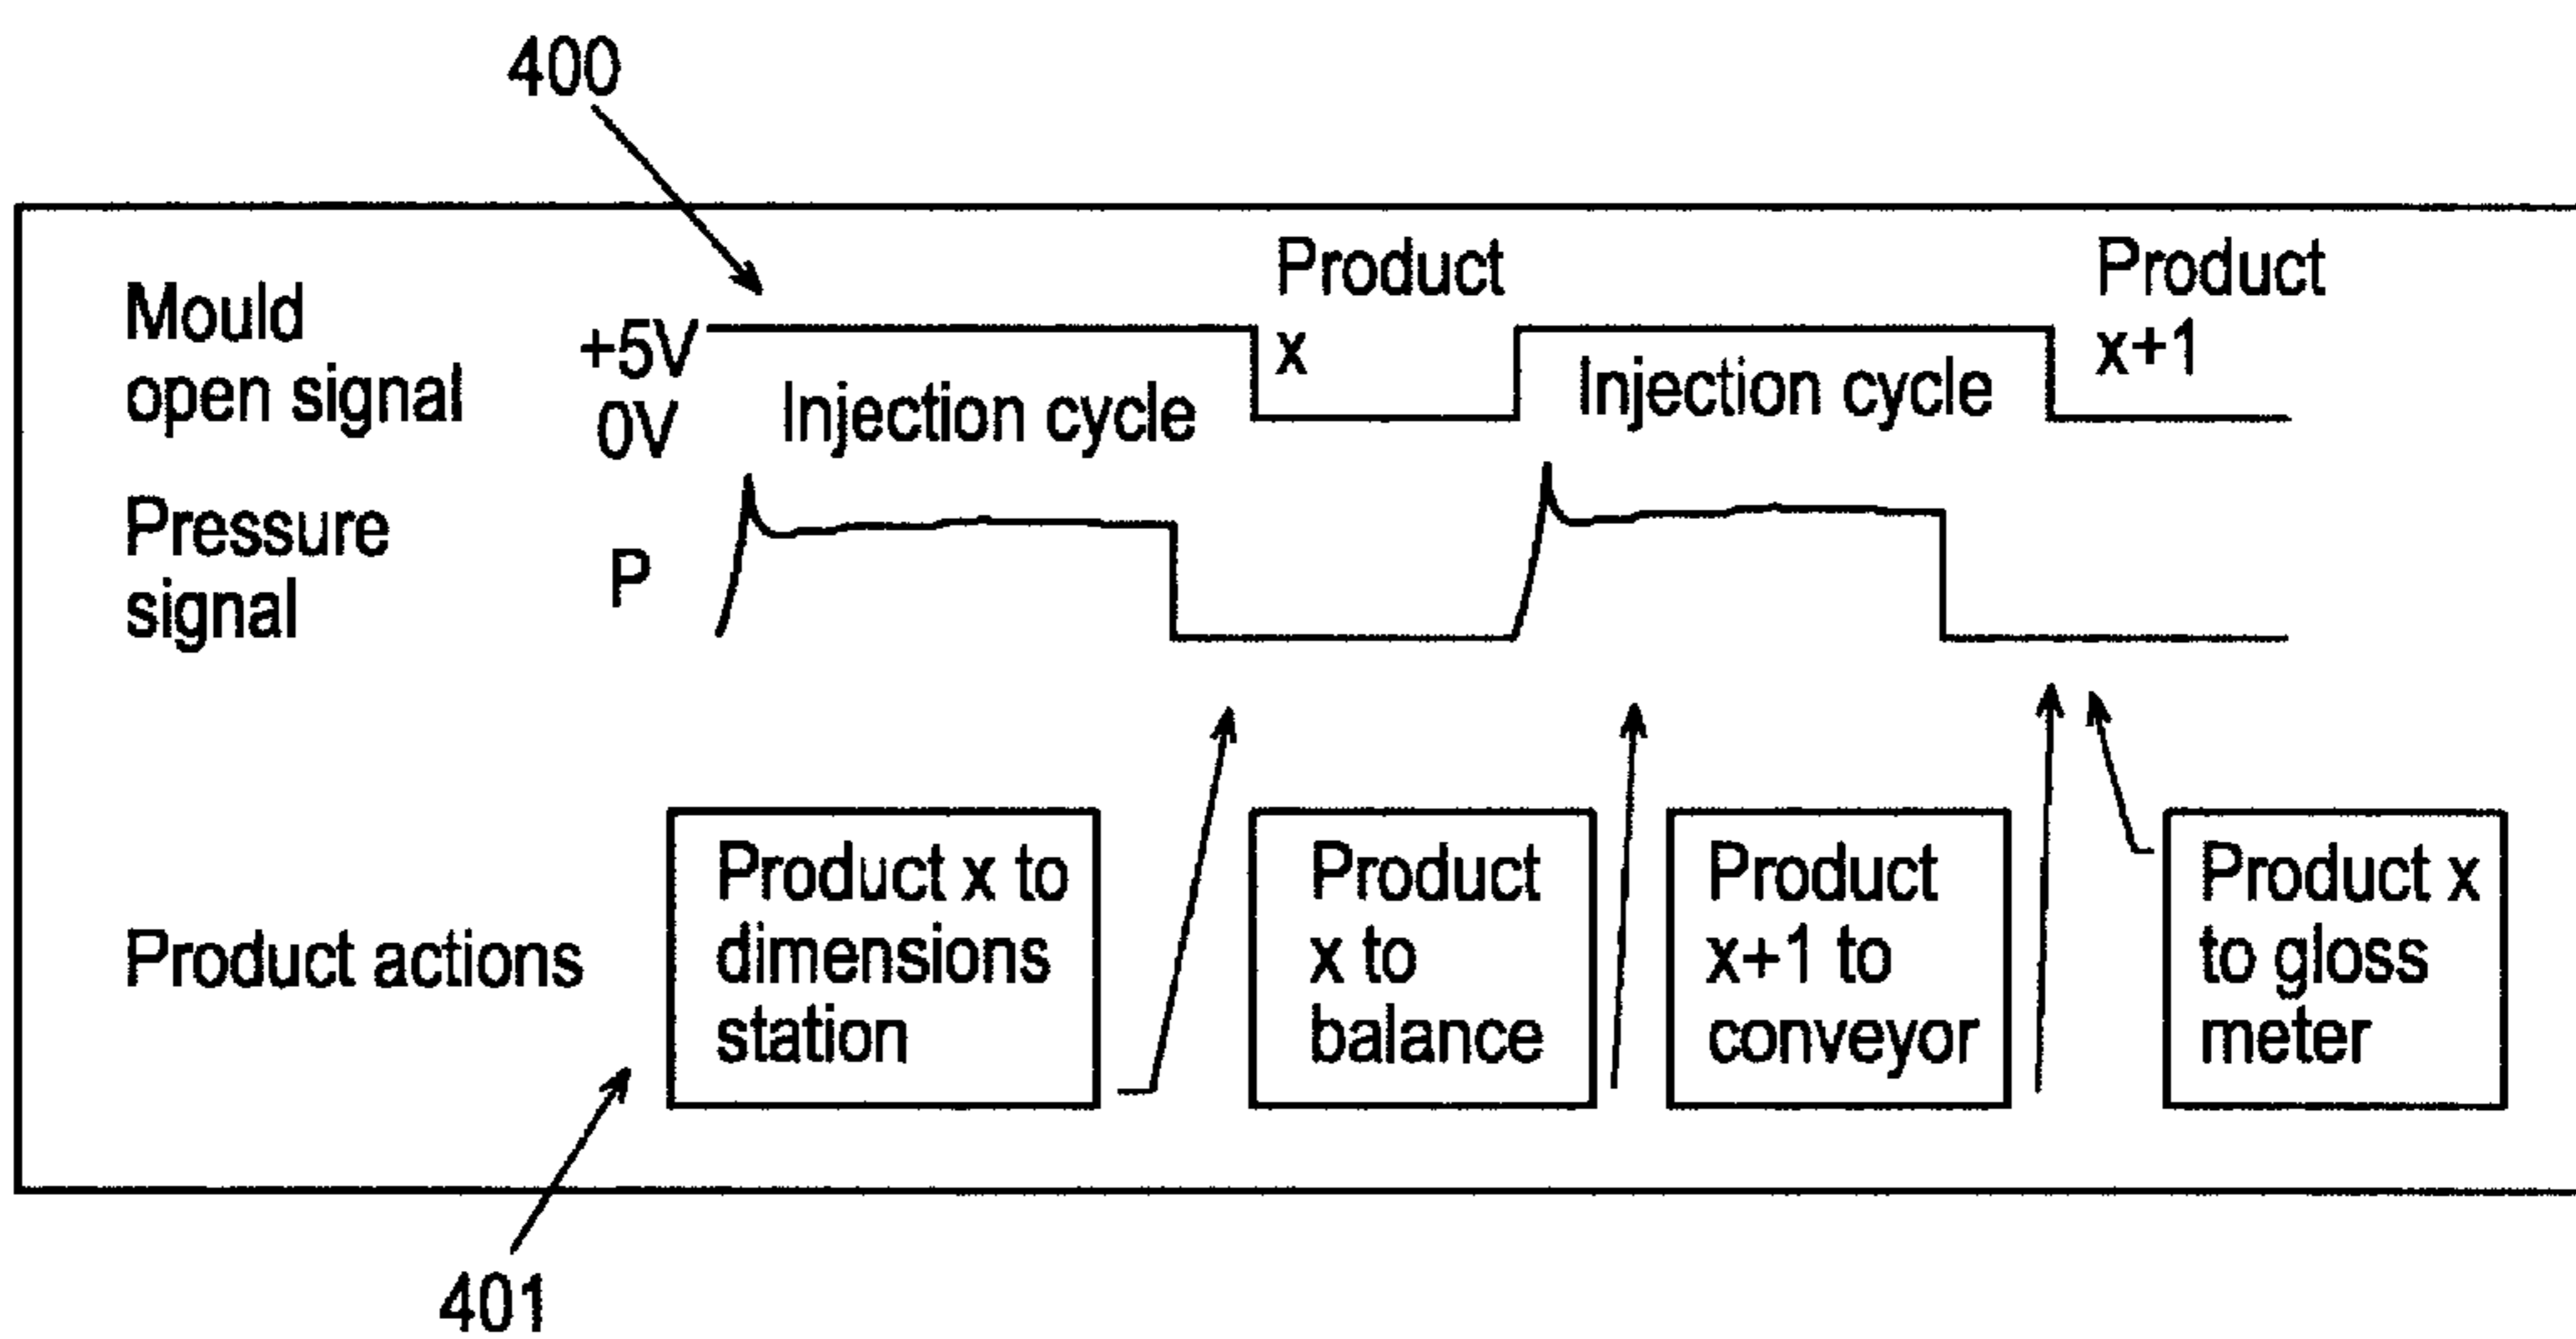 400
Mould
open signal
+5V
0V
Injection cycle
Product
x
Injection cycle
Product
x+1
Pressure
signal
P
Product actions
Product x to
dimensions
station
Product
x to
balance
Product
x+1 to
conveyor
Product x
to gloss
meter
401